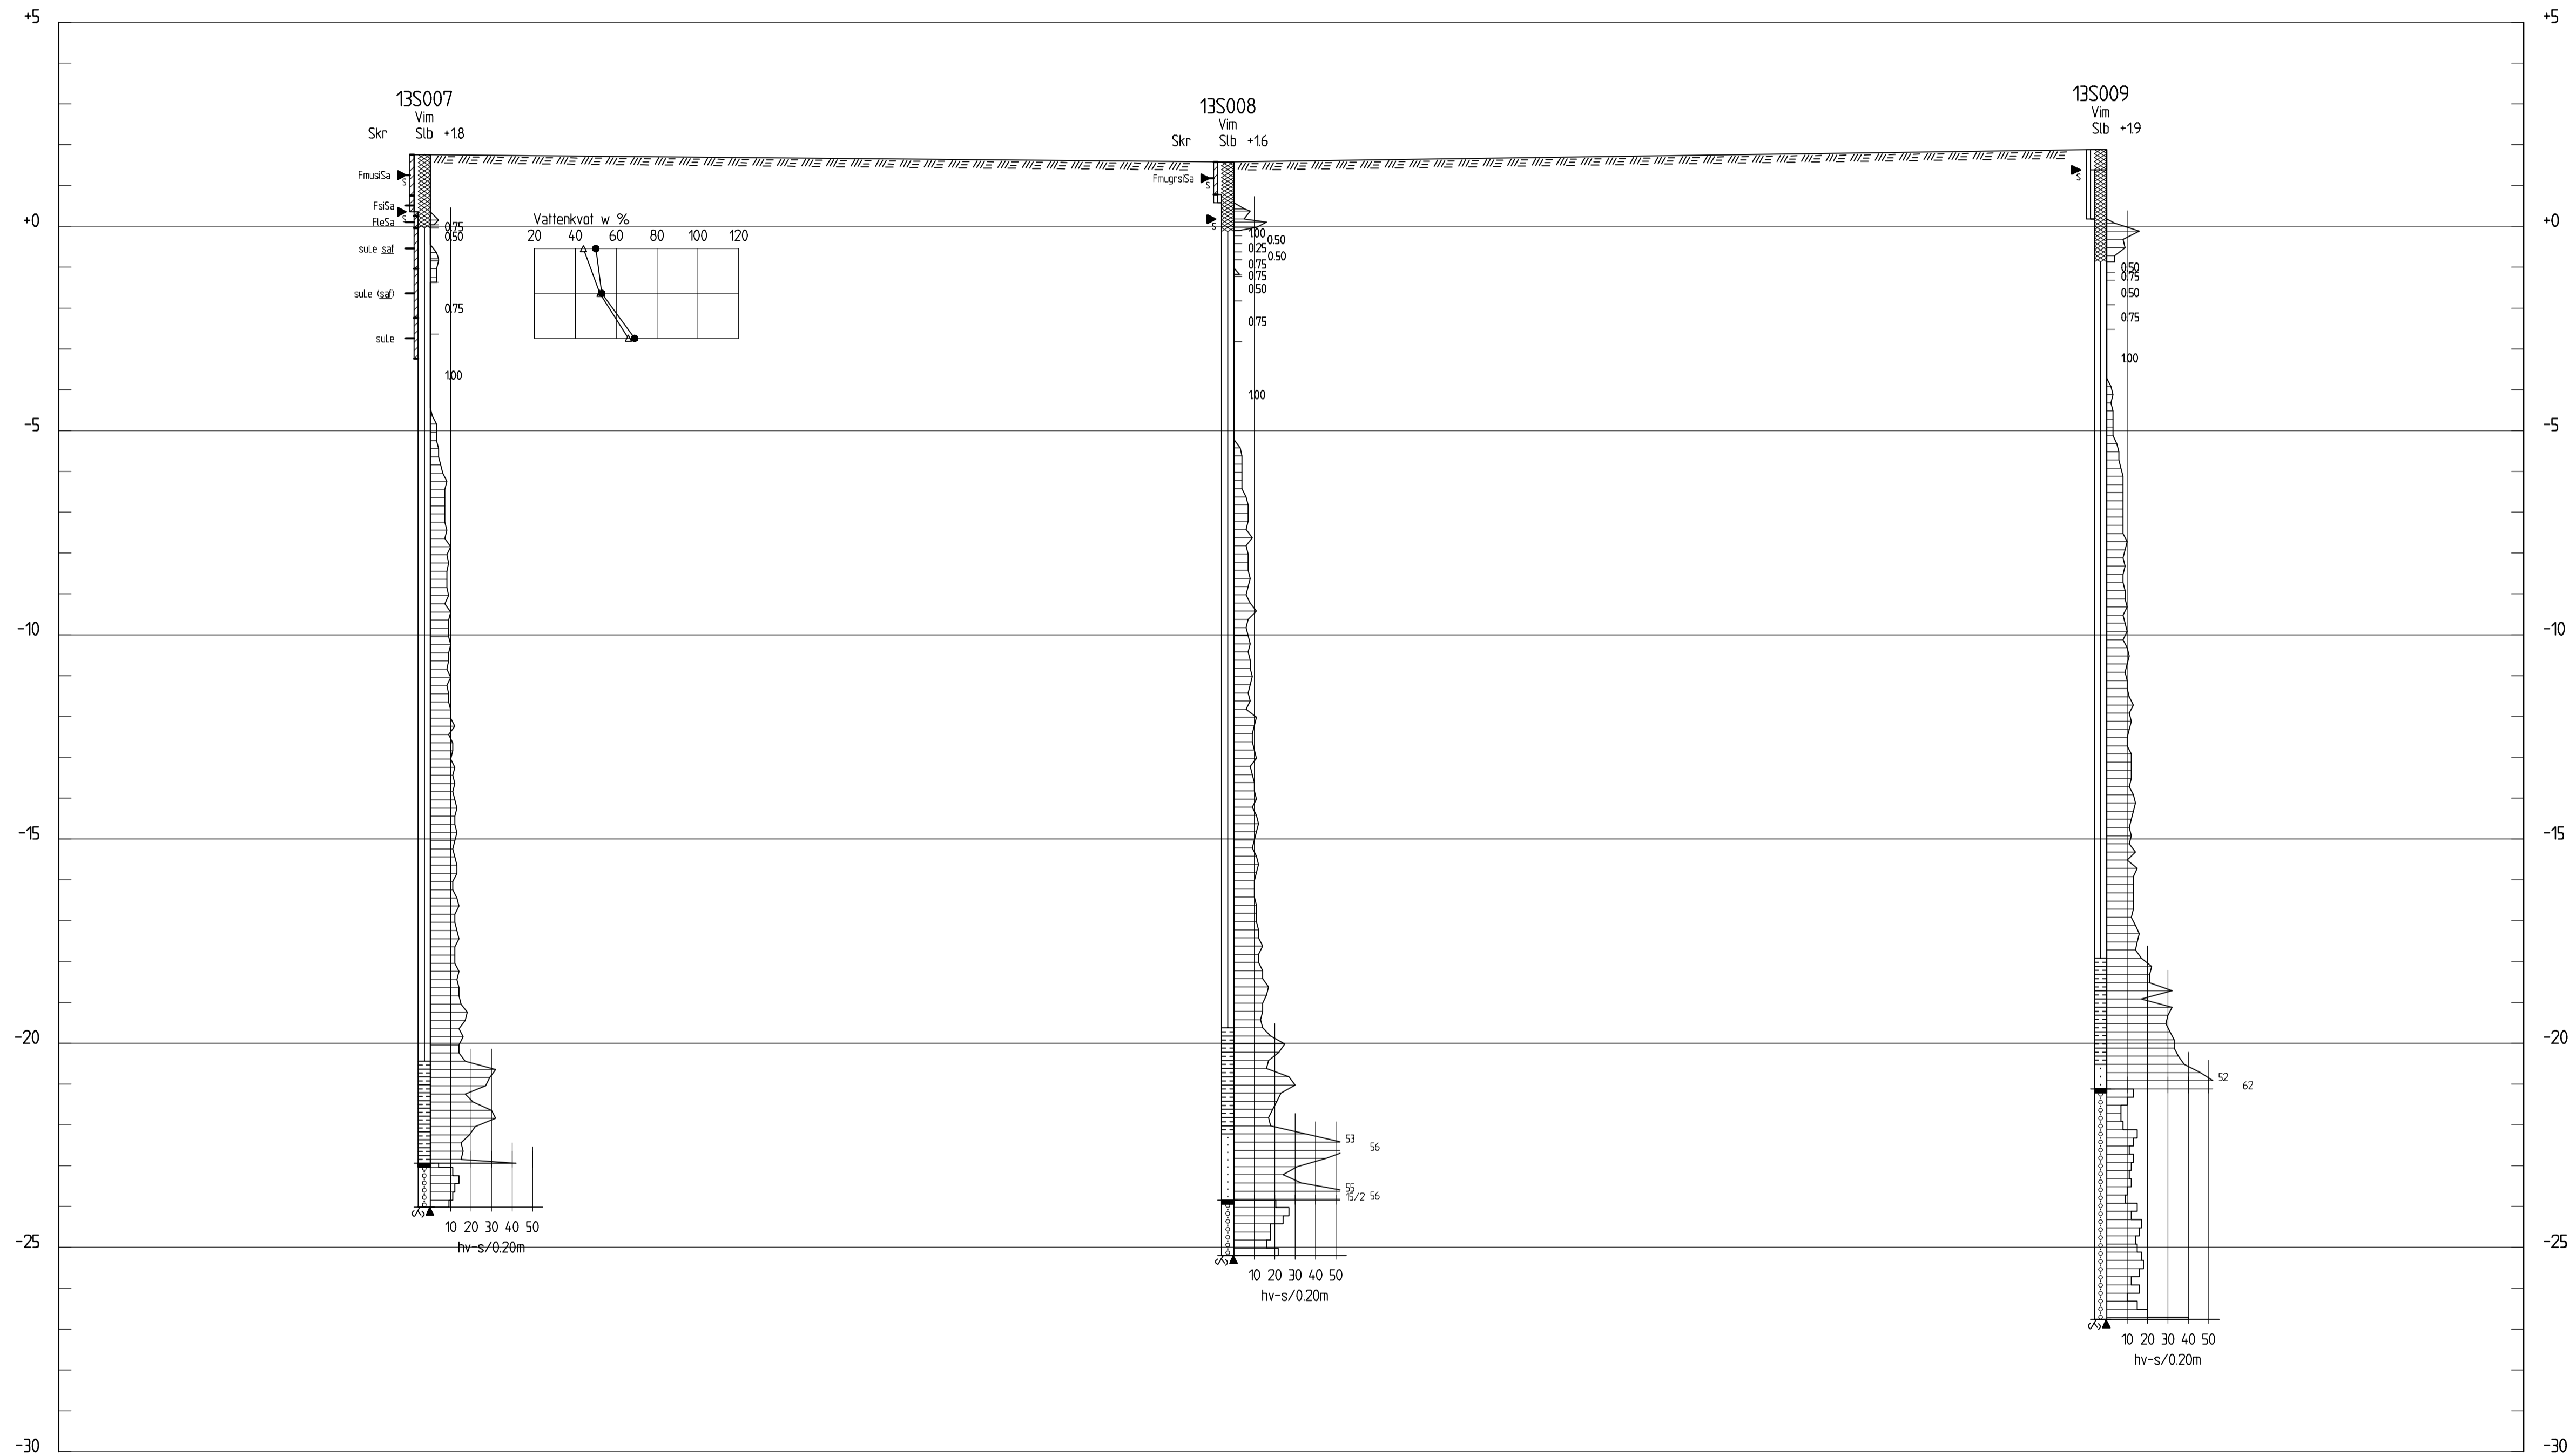 +5 +5
13S007
Vim
Skr Slb +1.8
13S008
Vim
Skr Slb +1.6
13S009
Vim
Slb +1.9
FmusiSa
S
FsiSa
S
FleSa
sule saf
sule (saf)
sule
0.75
0.50
0.75
1.00
Vattenkvot w %
20 40 60 80 100 120
FmugrsiSa
S
S
1.00
0.50
0.25
0.50
0.75
0.75
0.50
0.75
1.00
S
0.50
0.75
0.50
0.75
1.00
+0 +0
-5 -5
-10 -10
-15 -15
-20 -20
-25 -25
-30 -30
10 20 30 40 50
hv-s/0.20m
53
56
55
15/2 56
10 20 30 40 50
hv-s/0.20m
52
62
10 20 30 40 50
hv-s/0.20m